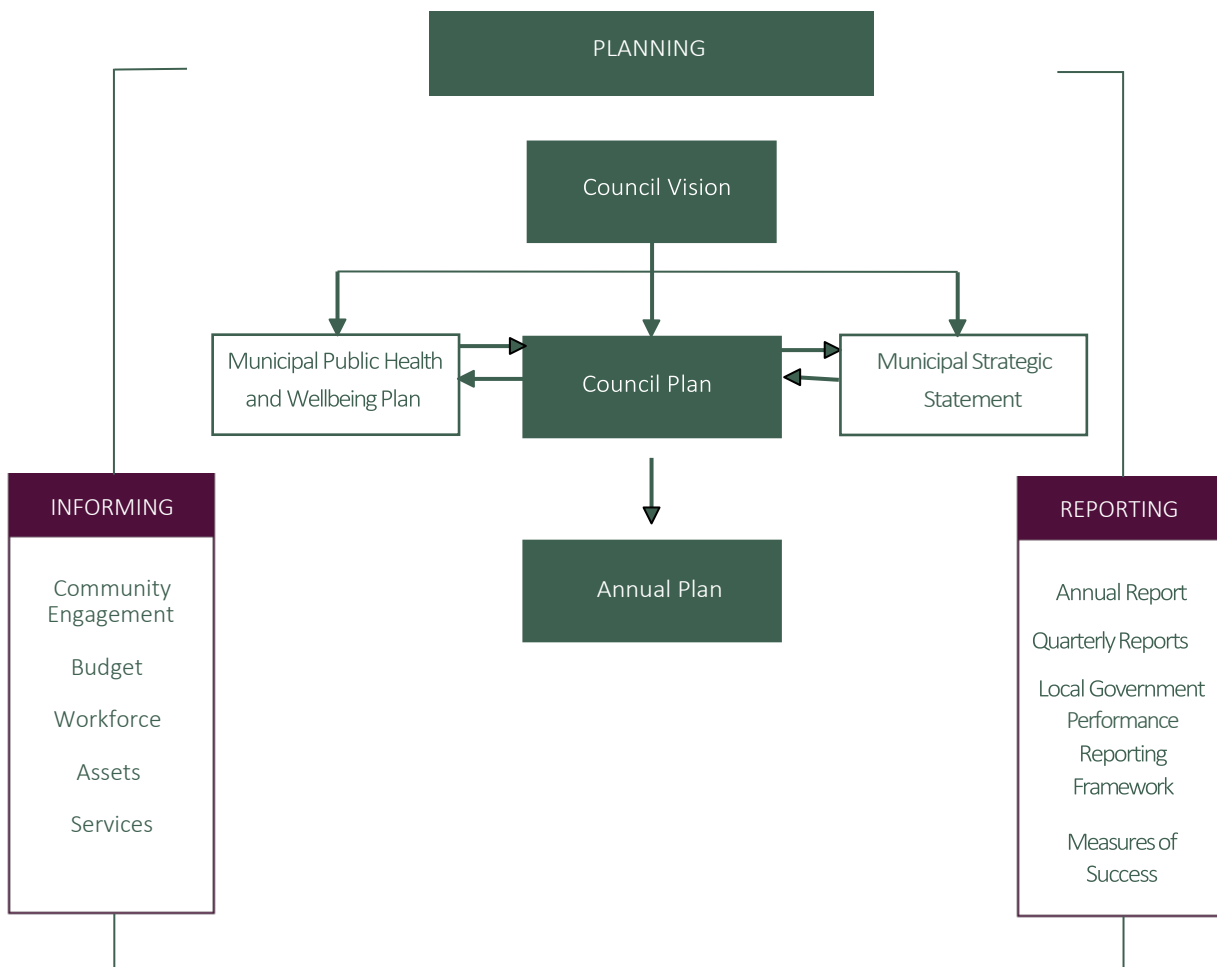 PLANNING
Council Vision
Municipal Public Health
and Wellbeing Plan
Council Plan
Municipal Strategic
Statement
Annual Plan
INFORMING
Community
Engagement
Budget
Workforce
Assets
Services
REPORTING
Annual Report
Quarterly Reports
Local Government
Performance
Reporting
Framework
Measures of
Success